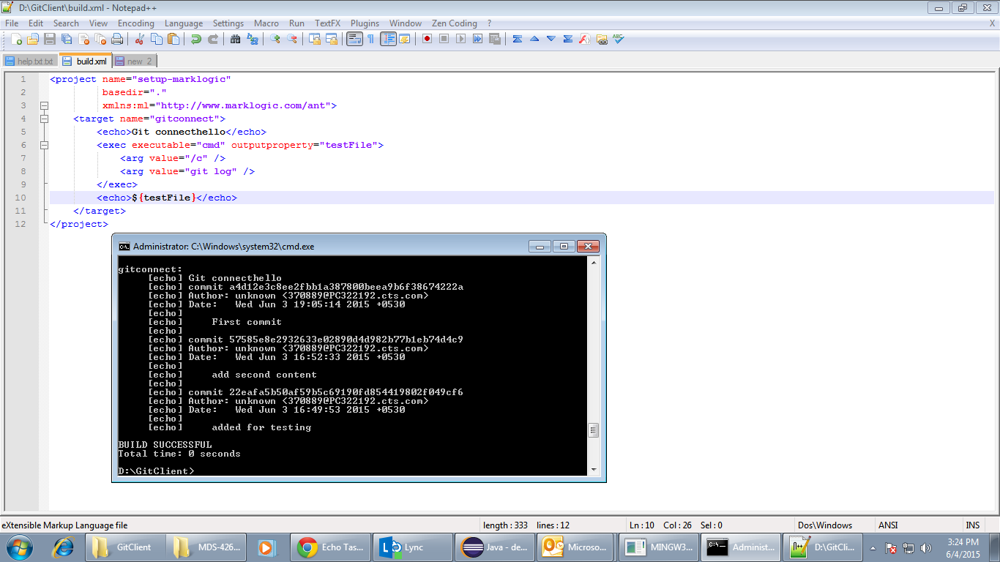 D:\GitClient\build.xml - Notepad++
File Edit Search View Encoding Language Settings Macro Run TextFX Plugins Window Zen Coding ? X
help.txt.txt build.xml new 2
1 <project name="setup-marklogic"
2 basedir="."
3 xmlns:ml="http://www.marklogic.com/ant">
4 <target name="gitconnect">
5 <echo>Git connecthello</echo>
6 <exec executable="cmd" outputproperty="testFile">
7 <arg value="/c" />
8 <arg value="git log" />
9 </exec>
10 <echo>${testFile}</echo>
11 </target>
12 </project>
Administrator: C:\Windows\system32\cmd.exe
gitconnect:
[echo] Git connecthello
[echo] commit a4d12e3c8ee2fbb1a387800beea9b6f38674222a
[echo] Author: unknown <370889@PC322192.cts.com>
[echo] Date: Wed Jun 3 19:05:14 2015 +0530
[echo]
[echo] First commit
[echo]
[echo] commit 57585e8e2932633e02890d4d982b77b1eb74d4c9
[echo] Author: unknown <370889@PC322192.cts.com>
[echo] Date: Wed Jun 3 16:52:33 2015 +0530
[echo]
[echo] add second content
[echo]
[echo] commit 22eafa5b50af59b5c69190fd854419802f049cf6
[echo] Author: unknown <370889@PC322192.cts.com>
[echo] Date: Wed Jun 3 16:49:53 2015 +0530
[echo]
[echo] added for testing
BUILD SUCCESSFUL
Total time: 0 seconds
D:\GitClient>
eXtensible Markup Language file length : 333 lines : 12 Ln : 10 Col : 26 Sel : 0 Dos\Windows ANSI INS
GitClient MDS-426... Echo Tas... Lync Java - de... Microso... MINGW3... Administ... D:\GitCli... 3:24 PM
6/4/2015